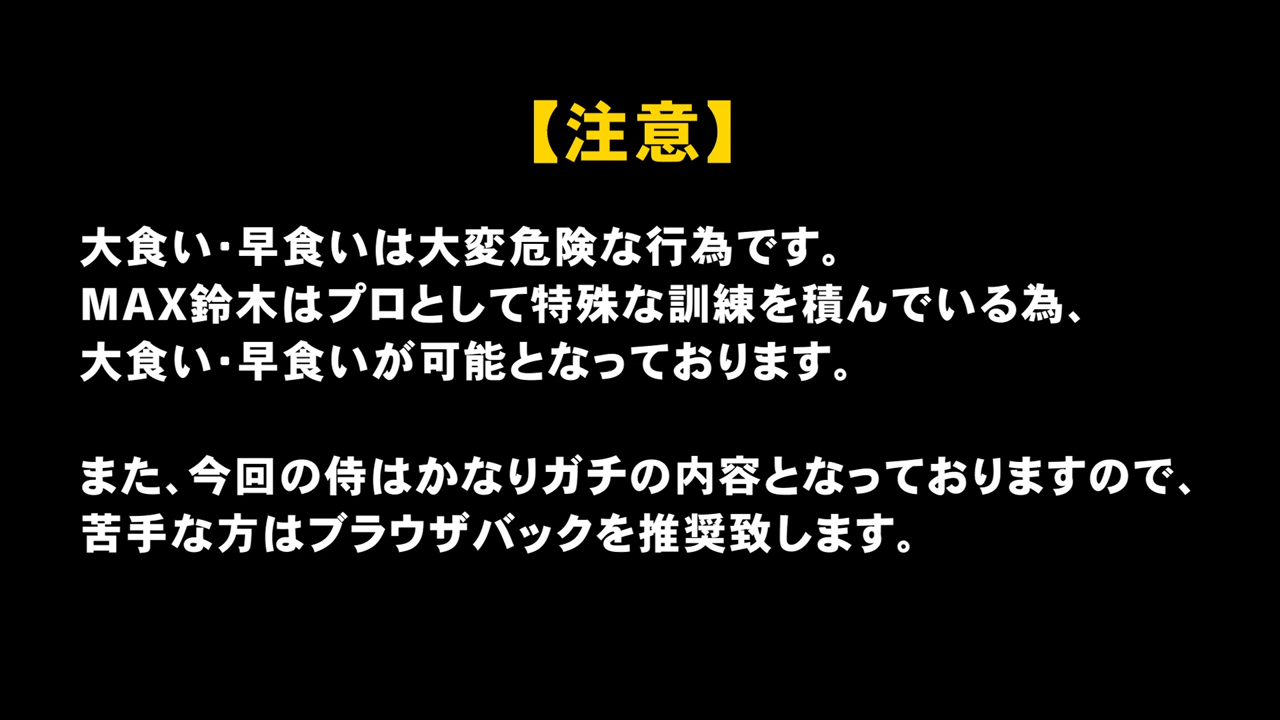 【注意】
大食い・早食いは大変危険な行為です。
MAX鈴木はプロとして特殊な訓練を積んでいる為、
大食い・早食いが可能となっております。
また、今回の侍はかなりガチの内容となっておりますので、
苦手な方はブラウザバックを推奨致します。